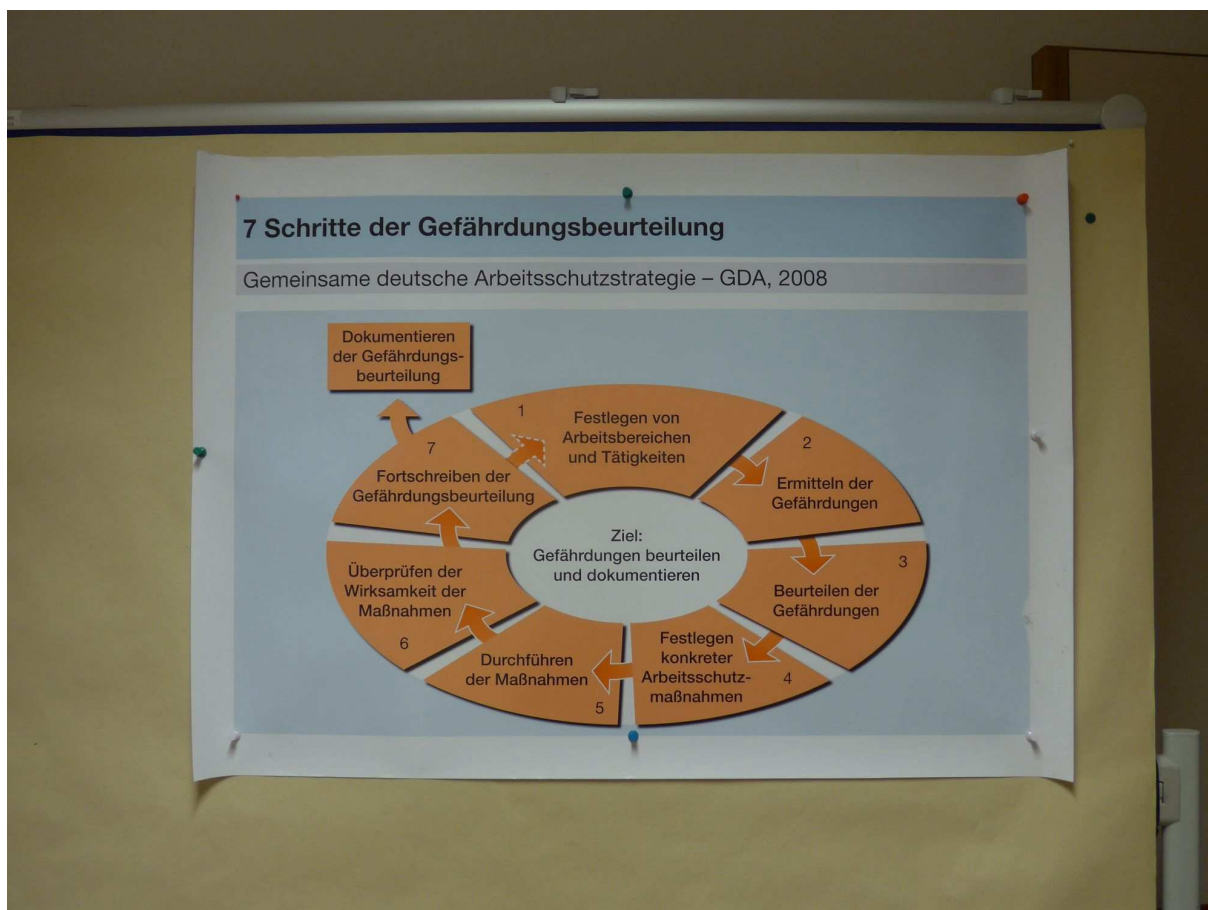 7 Schritte der Gefährdungsbeurteilung
Gemeinsame deutsche Arbeitsschutzstrategie – GDA, 2008
Dokumentieren
der Gefährdungs-
beurteilung
1
Festlegen von
Arbeitsbereichen
und Tätigkeiten
2
Ermitteln der
Gefährdungen
3
Beurteilen der
Gefährdungen
Festlegen
konkreter
Arbeitsschutz-
maßnahmen
4
Durchführen
der Maßnahmen
5
Überprüfen der
Wirksamkeit der
Maßnahmen
6
7
Fortschreiben der
Gefährdungsbeurteilung
Ziel:
Gefährdungen beurteilen
und dokumentieren